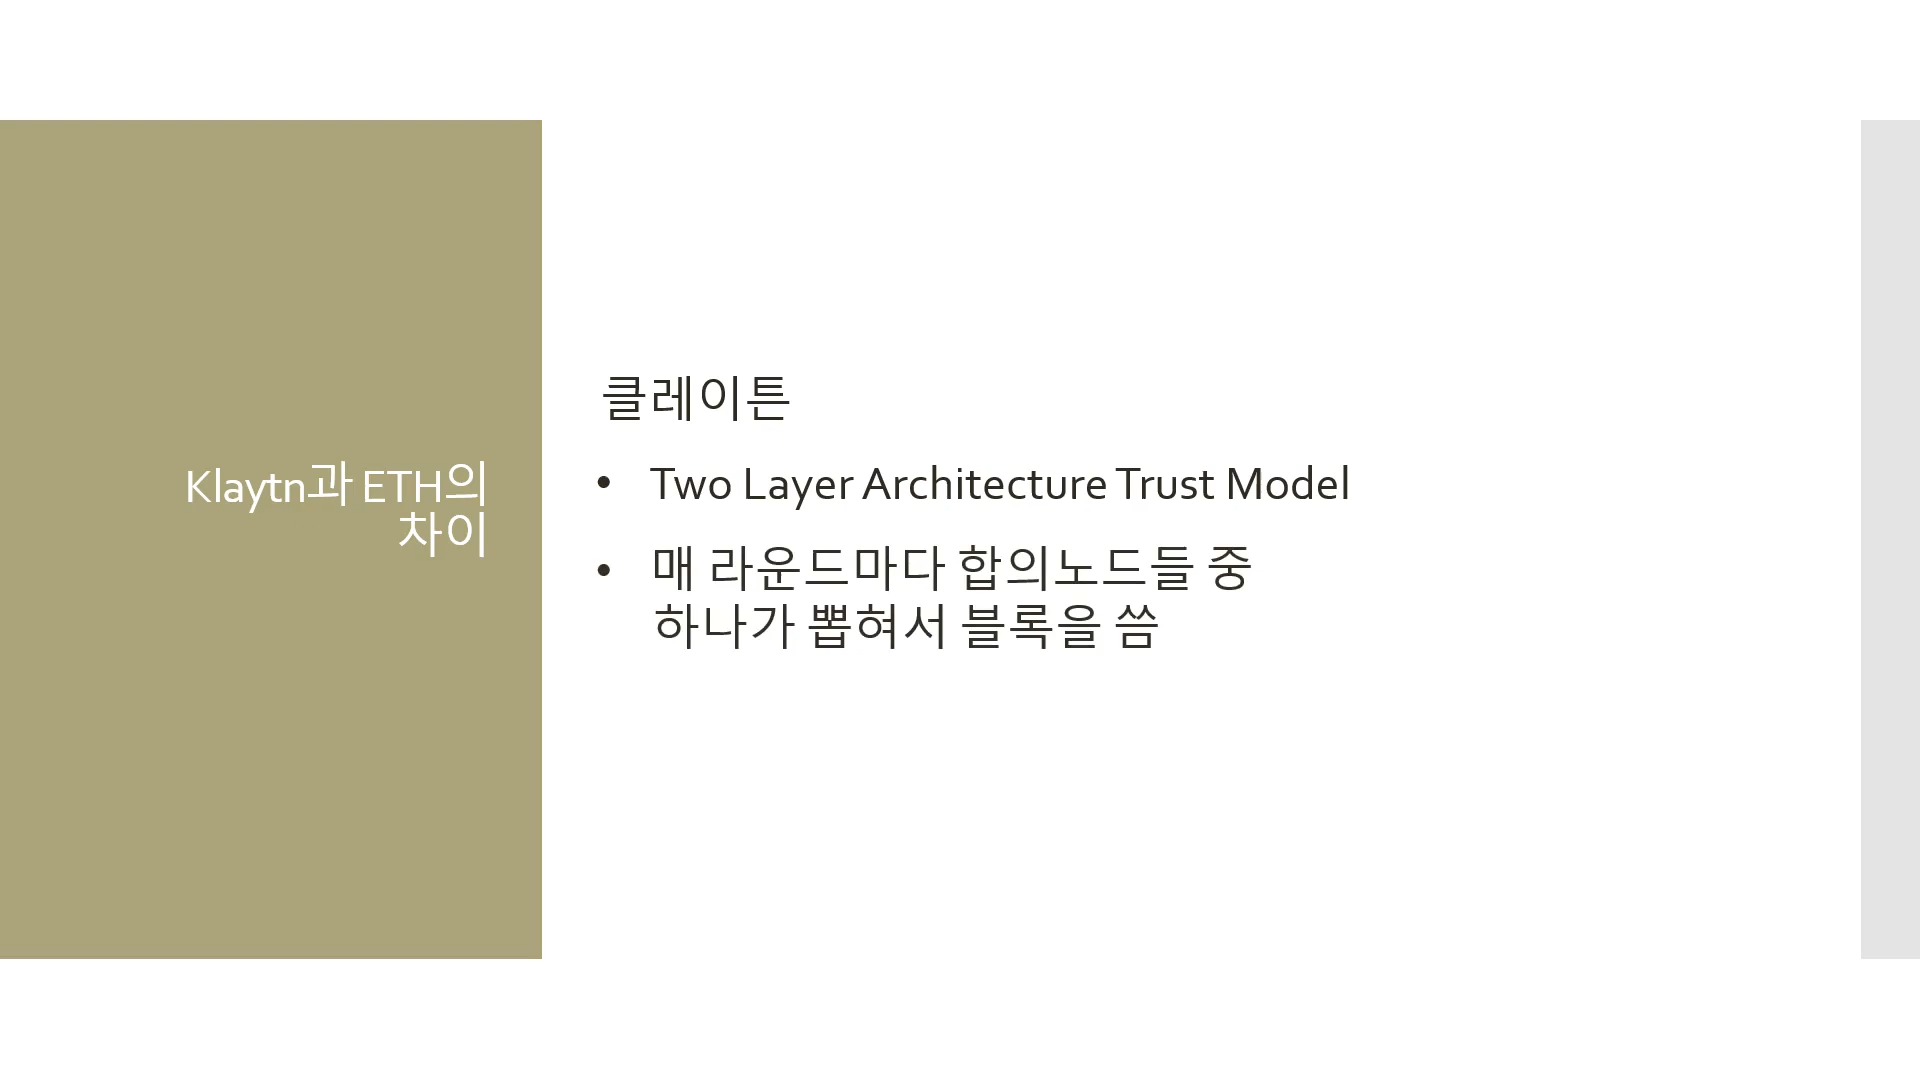 Klaytn과 ETH의
차이
클레이튼
• Two Layer Architecture Trust Model
• 매 라운드마다 합의노드들 중
하나가 뽑혀서 블록을 씀